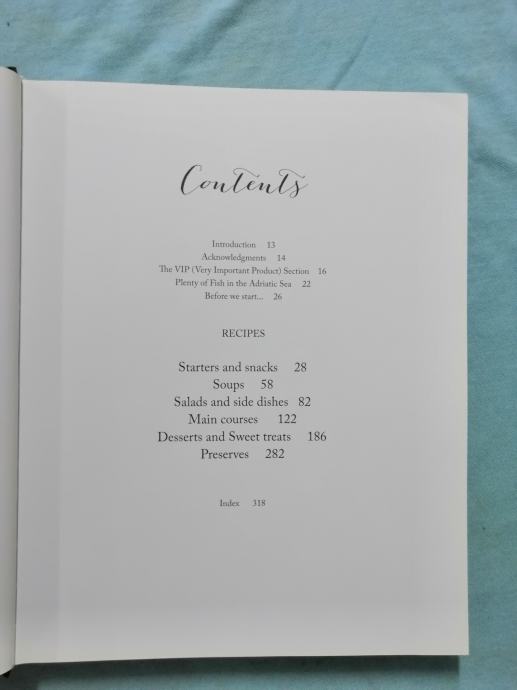 Contents
Introduction 13
Acknowledgments 14
The VIP (Very Important Product) Section 16
Plenty of Fish in the Adriatic Sea 22
Before we start... 26
RECIPES
Starters and snacks 28
Soups 58
Salads and side dishes 82
Main courses 122
Desserts and Sweet treats 186
Preserves 282
Index 318